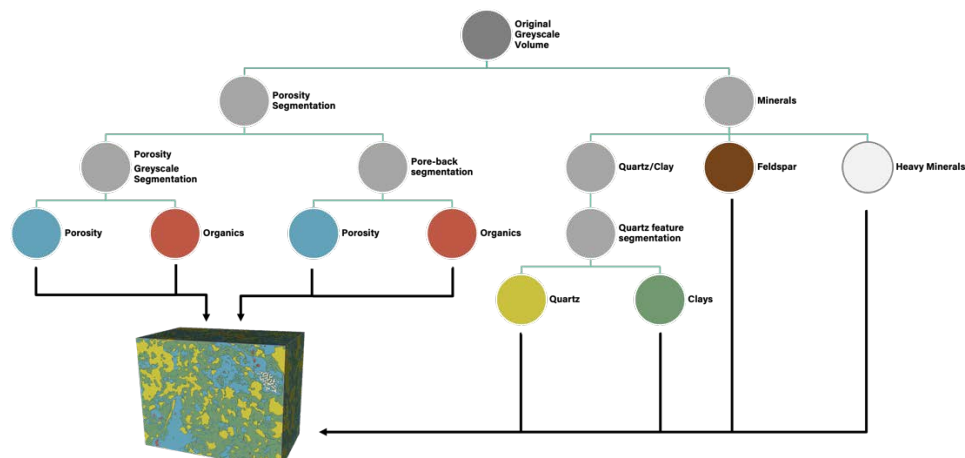 Original
Greyscale
Volume
Porosity
Segmentation
Minerals
Porosity
Greyscale
Segmentation
Pore-back
segmentation
Quartz/Clay
Feldspar
Heavy Minerals
Porosity
Organics
Porosity
Organics
Quartz feature
segmentation
Quartz
Clays